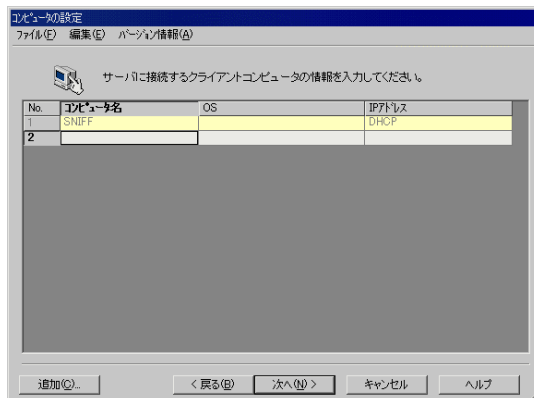 ｺﾝﾋﾟｭｰﾀの設定
ﾌｧｲﾙ(F) 編集(E) ﾊﾞｰｼﾞｮﾝ情報(A)
サーバに接続するクライアントコンピュータの情報を入力してください。
No. ｺﾝﾋﾟｭｰﾀ名 OS IPｱﾄﾞﾚｽ
1 SNIFF DHCP
2
追加(C)... < 戻る(B) 次へ(N) > キャンセル ヘルプ